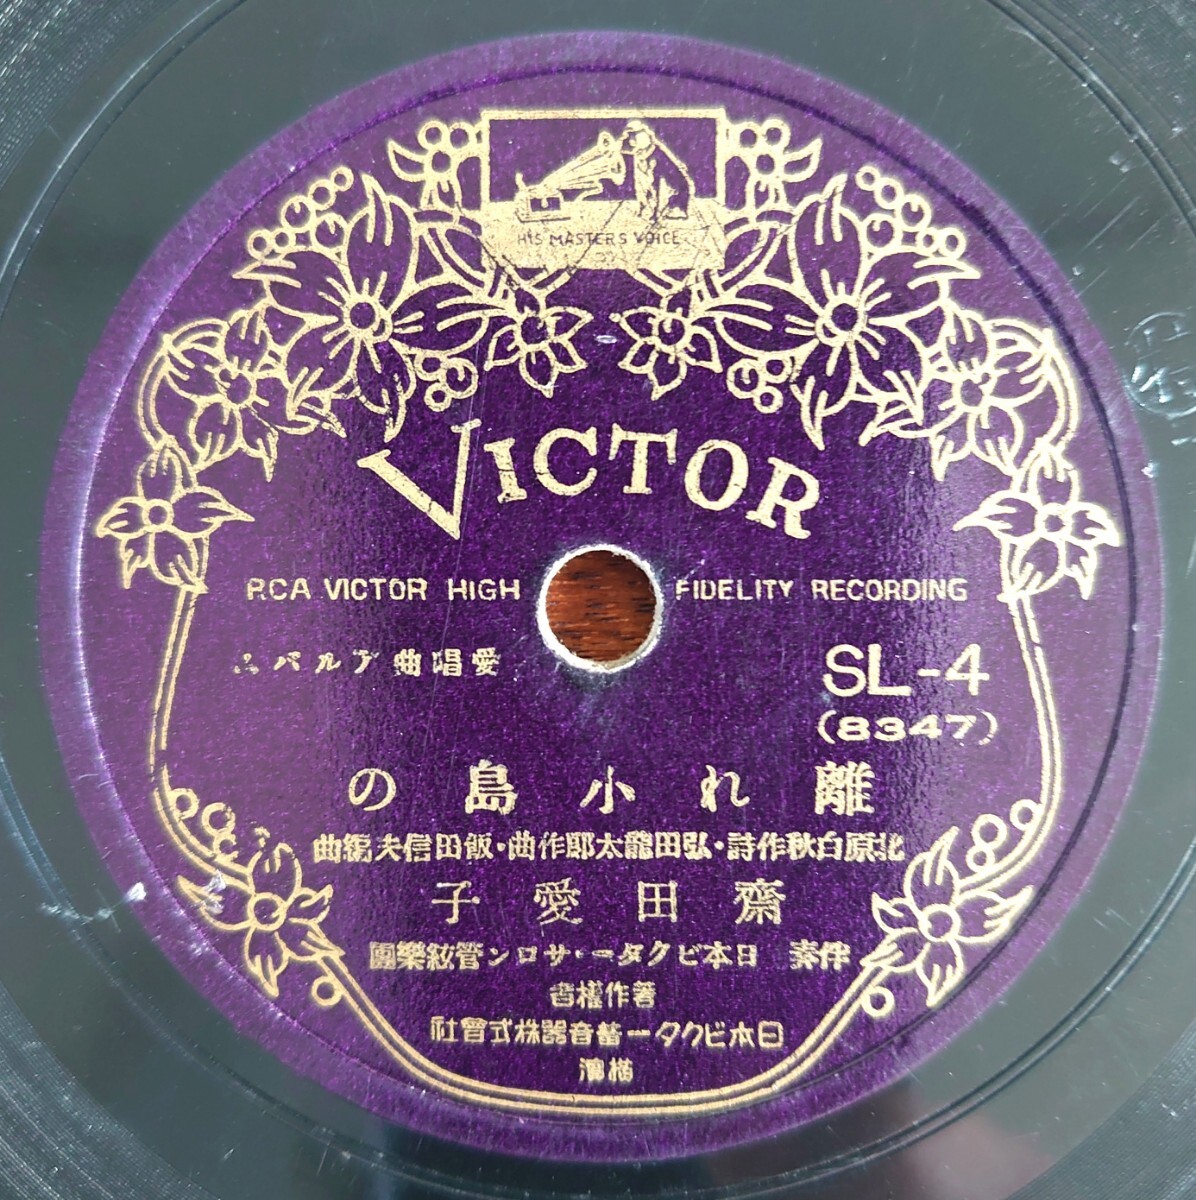 HIS MASTERS VOICE
VICTOR
RCA VICTOR HIGH FIDELITY RECORDING
愛唱曲アルバム
SL-4
(8347)
離れ小島の
北原白秋作詩・弘田龍太郎作曲・飯田信夫編曲
齋田愛子
伴奏 日本ビクター・サロン管絃樂團
著作權者
日本ビクター蓄音器株式會社
横濱